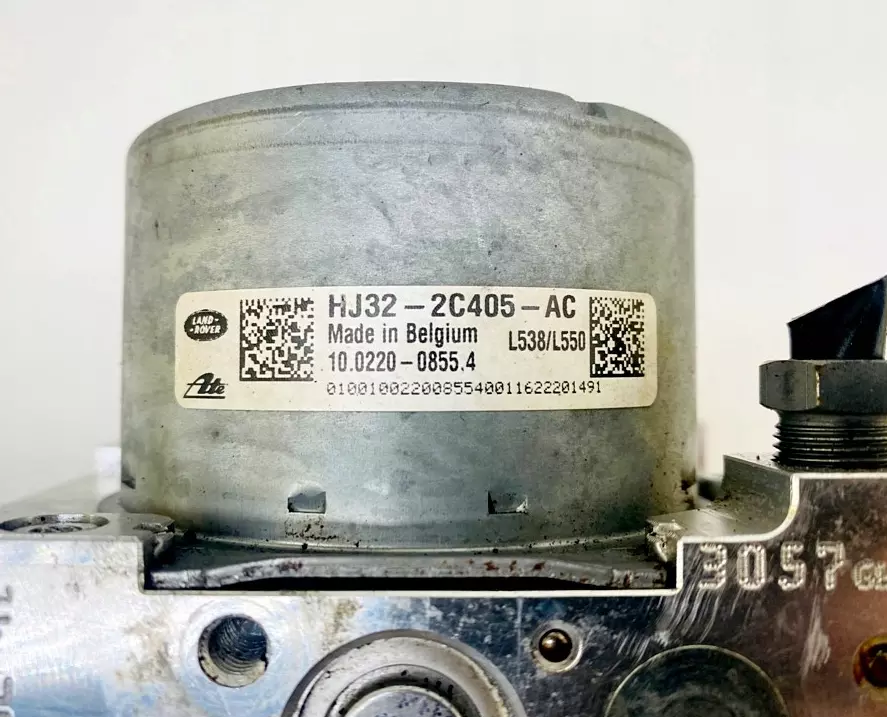 LAND-
-ROVER
HJ32-2C405-AC
Made in Belgium
L538/L550
10.0220-0855.4
Ate
0100100220085540011622201491
3057